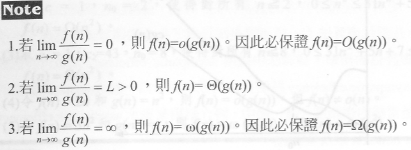 Note
1.若 lim_{n→∞} f(n)/g(n) = 0，則 f(n)=o(g(n))。因此必保證 f(n)=O(g(n))。
2.若 lim_{n→∞} f(n)/g(n) = L > 0，則 f(n)= Θ(g(n))。
3.若 lim_{n→∞} f(n)/g(n) = ∞，則 f(n)= ω(g(n))。因此必保證 f(n)=Ω(g(n))。